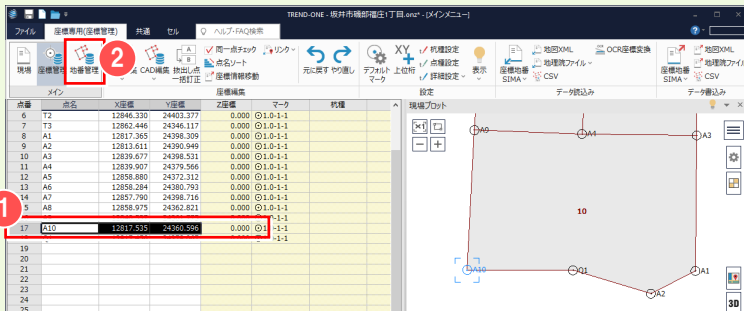 TREND-ONE - 坂井市磯部福庄1丁目.onz* - [メインメニュー]
ファイル 座標専用(座標管理) 共通 セル ヘルプ・FAQ検索
現場 座標管理 地番管理 CAD編集 抜出し点一括訂正
同一点チェック リンク
点名ソート
座標情報移動
元に戻す やり直し
デフォルトマーク 上位桁
杭種設定
点種設定
詳細設定
表示
座標地番SIMA
地図XML OCR座標変換
地理院ファイル
CSV
座標地番SIMA
地図XML
地理院ファイル
CSV
メイン 座標編集 設定 データ読込み データ書込み
2
点番 点名 X座標 Y座標 Z座標 マーク 杭種
6 T2 12846.330 24403.377 0.000 1.0-1-1
7 T3 12862.446 24346.117 0.000 1.0-1-1
8 A1 12817.365 24398.309 0.000 1.0-1-1
9 A2 12813.611 24390.949 0.000 1.0-1-1
10 A3 12839.677 24398.531 0.000 1.0-1-1
11 A4 12839.907 24379.566 0.000 1.0-1-1
12 A5 12858.880 24372.312 0.000 1.0-1-1
13 A6 12858.284 24380.793 0.000 1.0-1-1
14 A7 12857.790 24398.716 0.000 1.0-1-1
15 A8 12858.975 24362.821 0.000 1.0-1-1
1
17 A10 12817.535 24360.596 0.000 1.0-1-1
19
20
21
22
23
24
25
現場プロット
A9 A4 A3
10
A10 Q1 A1
A2
3D